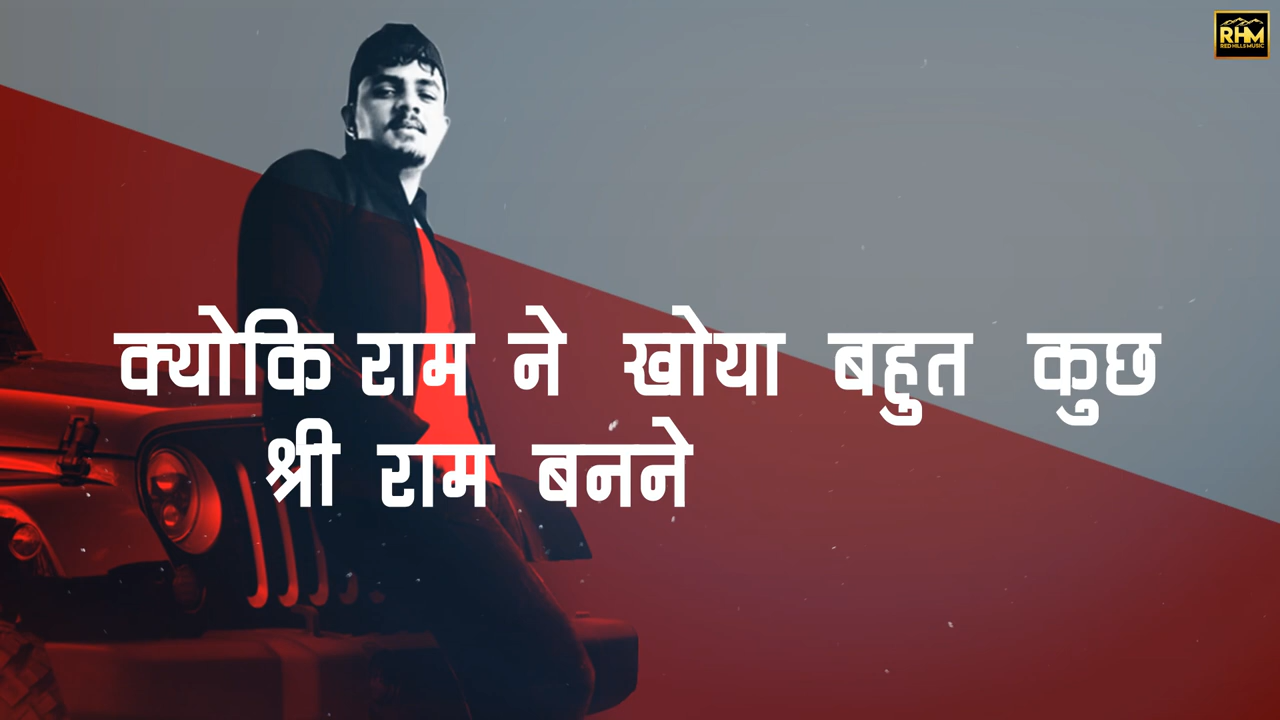 RHM
RED HILLS MUSIC
क्योकि राम ने खोया बहुत कुछ
श्री राम बनने